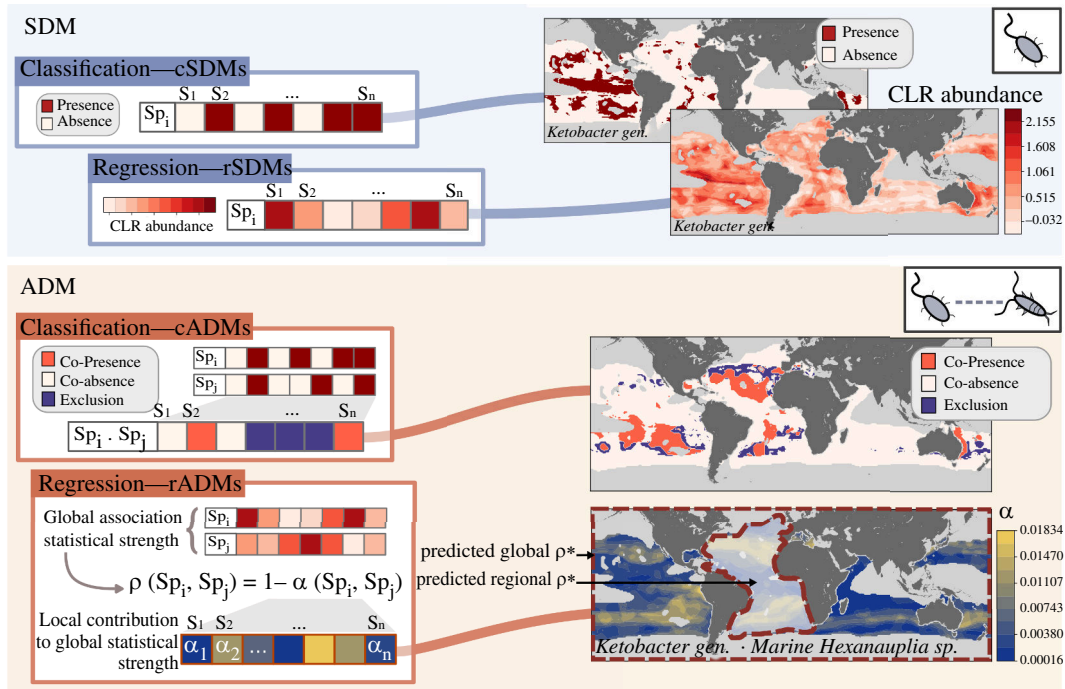 SDM
Classification—cSDMs
Presence
Absence
S1 S2 ... Sn
Spi
Regression—rSDMs
S1 S2 ... Sn
Spi
CLR abundance
Presence
Absence
Ketobacter gen.
CLR abundance
2.155
1.608
1.061
0.515
−0.032
Ketobacter gen.
ADM
Classification—cADMs
Co-Presence
Co-absence
Exclusion
Spi
Spj
S1 S2 ... Sn
Spi . Spj
Co-Presence
Co-absence
Exclusion
Regression—rADMs
Global association
statistical strength
Spi
Spj
ρ (Spi, Spj) = 1– α (Spi, Spj)
Local contribution
to global statistical
strength
S1 S2 ... Sn
α1 α2 ... αn
predicted global ρ*
predicted regional ρ*
Ketobacter gen. · Marine Hexanauplia sp.
α
0.01834
0.01470
0.01107
0.00743
0.00380
0.00016